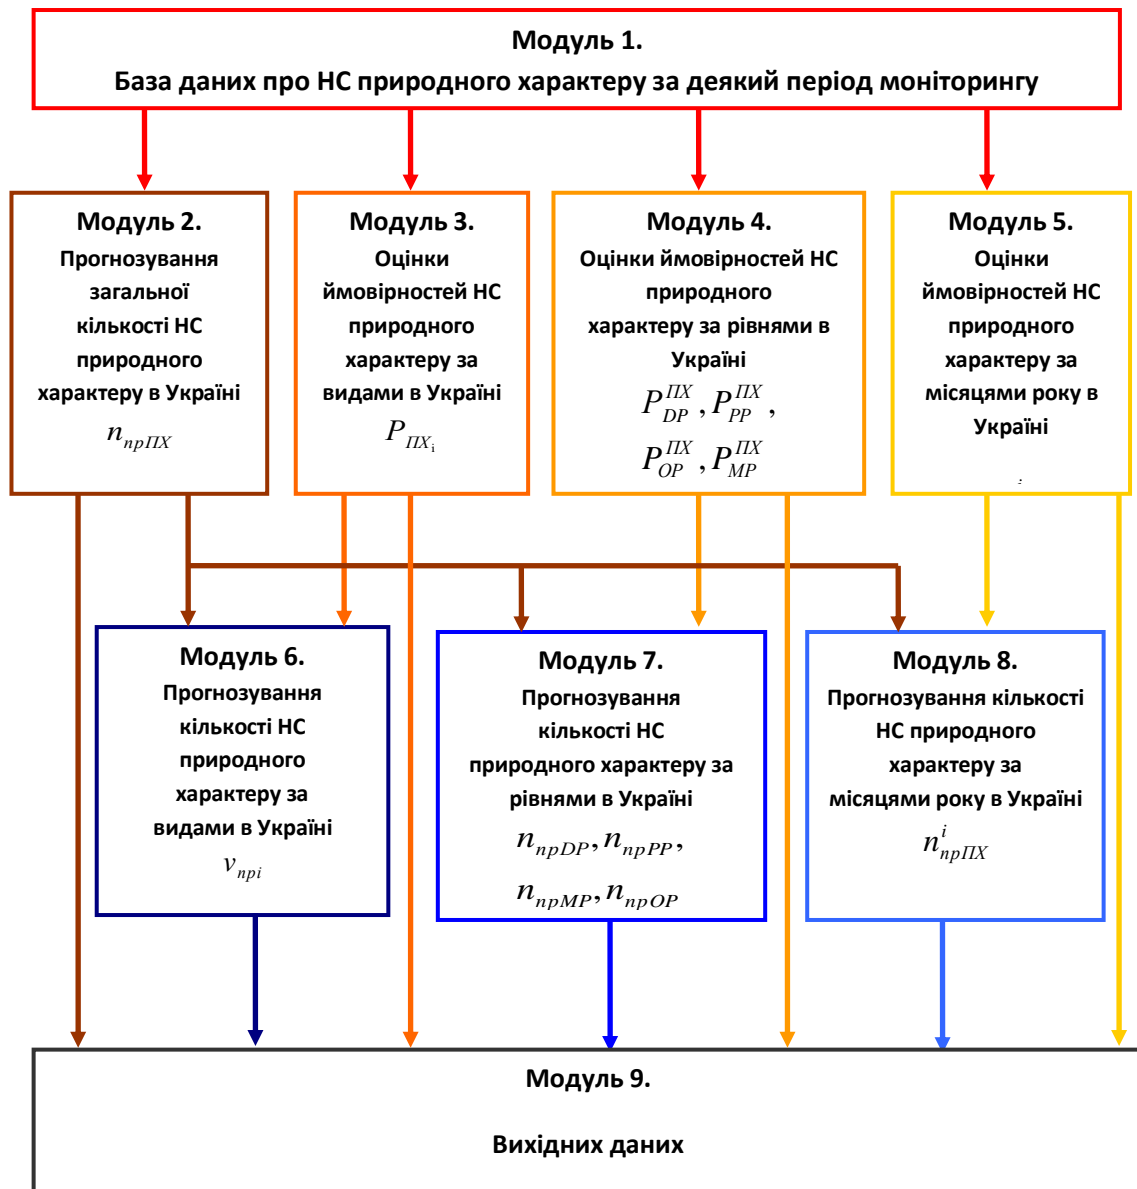 Модуль 1.
База даних про НС природного характеру за деякий період моніторингу
Модуль 2.
Прогнозування
загальної
кількості НС
природного
характеру в Україні
n_{прПХ}
Модуль 3.
Оцінки
ймовірностей НС
природного
характеру за
видами в Україні
P_{ПХ_i}
Модуль 4.
Оцінки ймовірностей НС
природного
характеру за рівнями в
Україні
P_{DP}^{ПХ}, P_{PP}^{ПХ},
P_{OP}^{ПХ}, P_{MP}^{ПХ}
Модуль 5.
Оцінки
ймовірностей НС
природного
характеру за
місяцями року в
Україні
Модуль 6.
Прогнозування
кількості НС
природного
характеру за
видами в Україні
v_{прi}
Модуль 7.
Прогнозування
кількості НС
природного характеру за
рівнями в Україні
n_{прDP}, n_{прPP},
n_{прMP}, n_{прOP}
Модуль 8.
Прогнозування кількості
НС природного
характеру за
місяцями року в Україні
n_{прПХ}^{i}
Модуль 9.
Вихідних даних